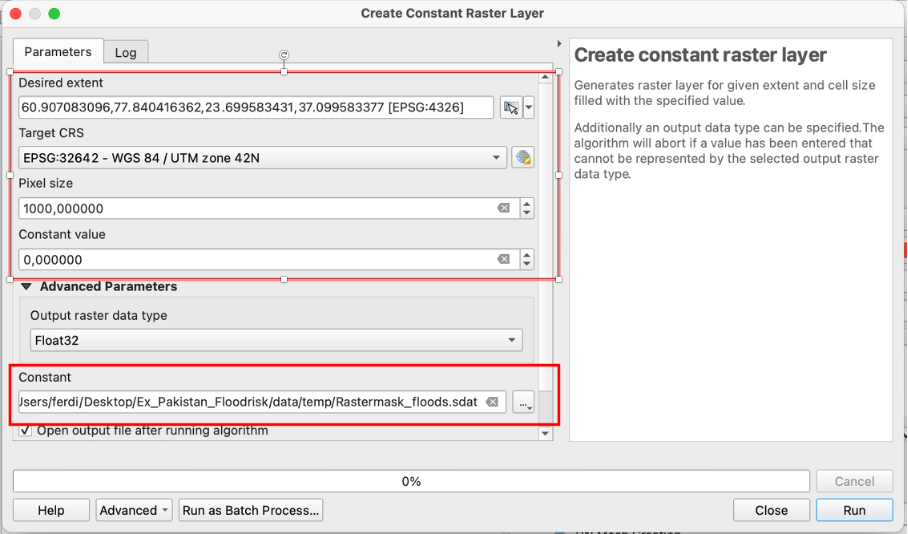 Create Constant Raster Layer
Parameters
Log
Desired extent
60.907083096,77.840416362,23.699583431,37.099583377 [EPSG:4326]
Target CRS
EPSG:32642 - WGS 84 / UTM zone 42N
Pixel size
1000,000000
Constant value
0,000000
Advanced Parameters
Output raster data type
Float32
Constant
Users/ferdi/Desktop/Ex_Pakistan_Floodrisk/data/temp/Rastermask_floods.sdat
...
Open output file after running algorithm
Create constant raster layer
Generates raster layer for given extent and cell size
filled with the specified value.
Additionally an output data type can be specified.The
algorithm will abort if a value has been entered that
cannot be represented by the selected output raster
data type.
0%
Cancel
Help
Advanced
Run as Batch Process...
Close
Run